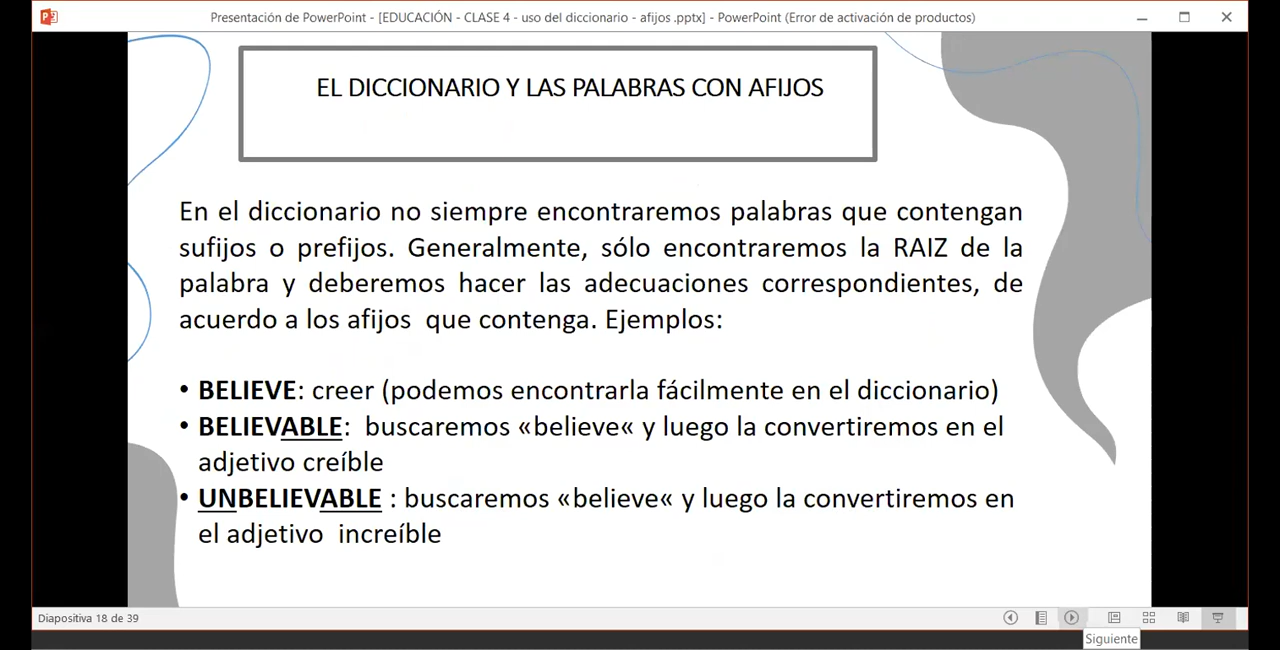 Presentación de PowerPoint - [EDUCACIÓN - CLASE 4 - uso del diccionario - afijos .pptx] - PowerPoint (Error de activación de productos)
EL DICCIONARIO Y LAS PALABRAS CON AFIJOS
En el diccionario no siempre encontraremos palabras que contengan
sufijos o prefijos. Generalmente, sólo encontraremos la RAIZ de la
palabra y deberemos hacer las adecuaciones correspondientes, de
acuerdo a los afijos que contenga. Ejemplos:
• BELIEVE: creer (podemos encontrarla fácilmente en el diccionario)
• BELIEVABLE: buscaremos «believe« y luego la convertiremos en el
adjetivo creíble
• UNBELIEVABLE : buscaremos «believe« y luego la convertiremos en
el adjetivo increíble
Diapositiva 18 de 39
Siguiente